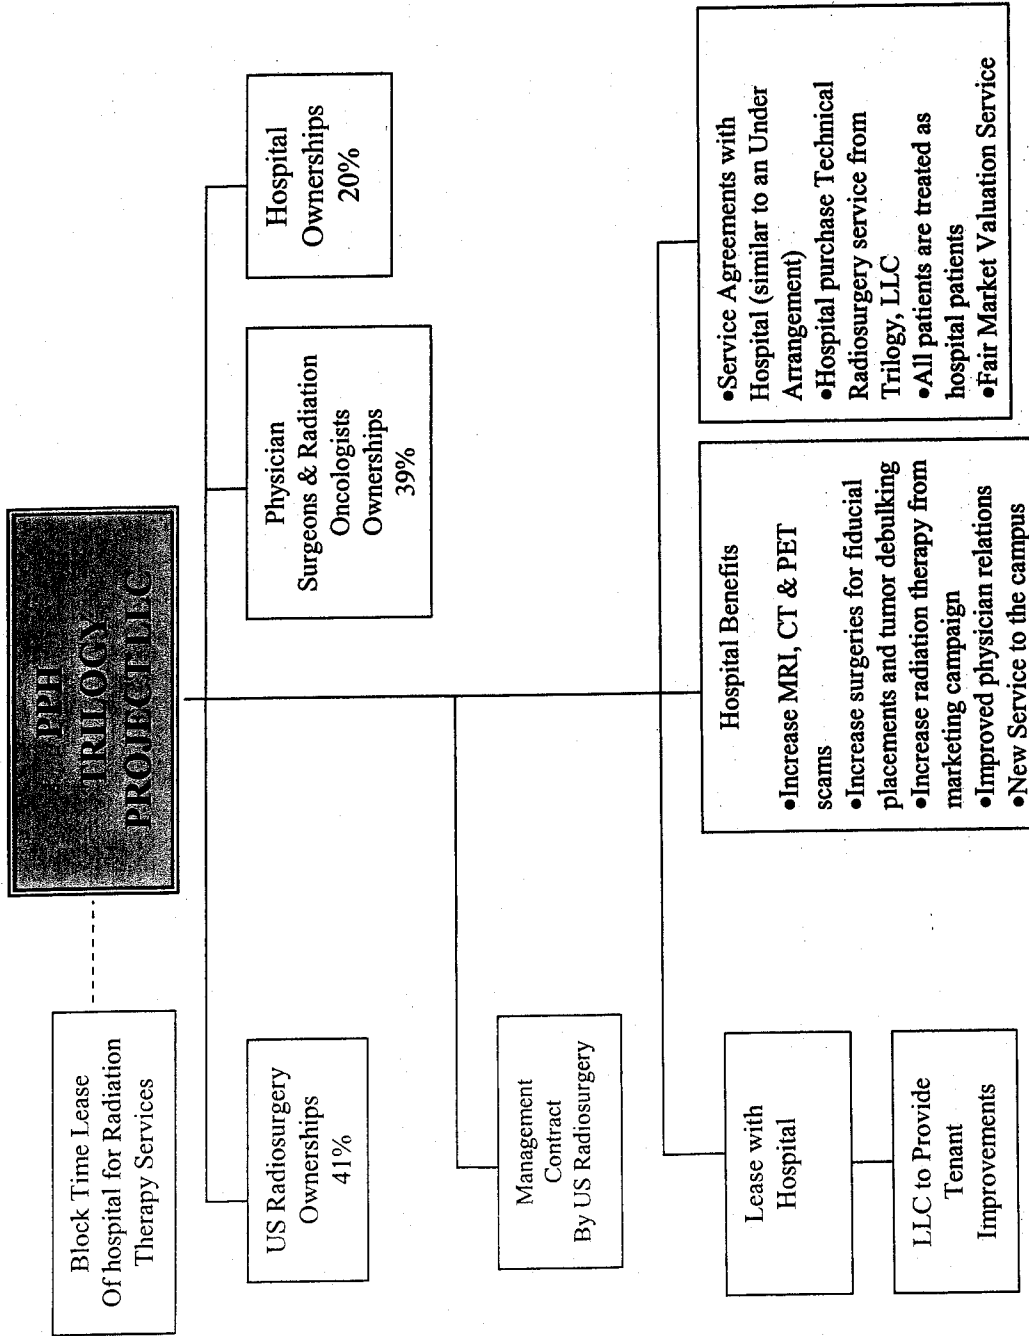 PPH
TRILOGY
PROJECT LLC
Block Time Lease
Of hospital for Radiation
Therapy Services
US Radiosurgery
Ownerships
41%
Physician
Surgeons & Radiation
Oncologists
Ownerships
39%
Hospital
Ownerships
20%
Management
Contract
By US Radiosurgery
Lease with
Hospital
LLC to Provide
Tenant
Improvements
Hospital Benefits
•Increase MRI, CT & PET
scams
•Increase surgeries for fiducial
placements and tumor debulking
•Increase radiation therapy from
marketing campaign
•Improved physician relations
•New Service to the campus
•Service Agreements with
Hospital (similar to an Under
Arrangement)
•Hospital purchase Technical
Radiosurgery service from
Trilogy, LLC
•All patients are treated as
hospital patients
•Fair Market Valuation Service